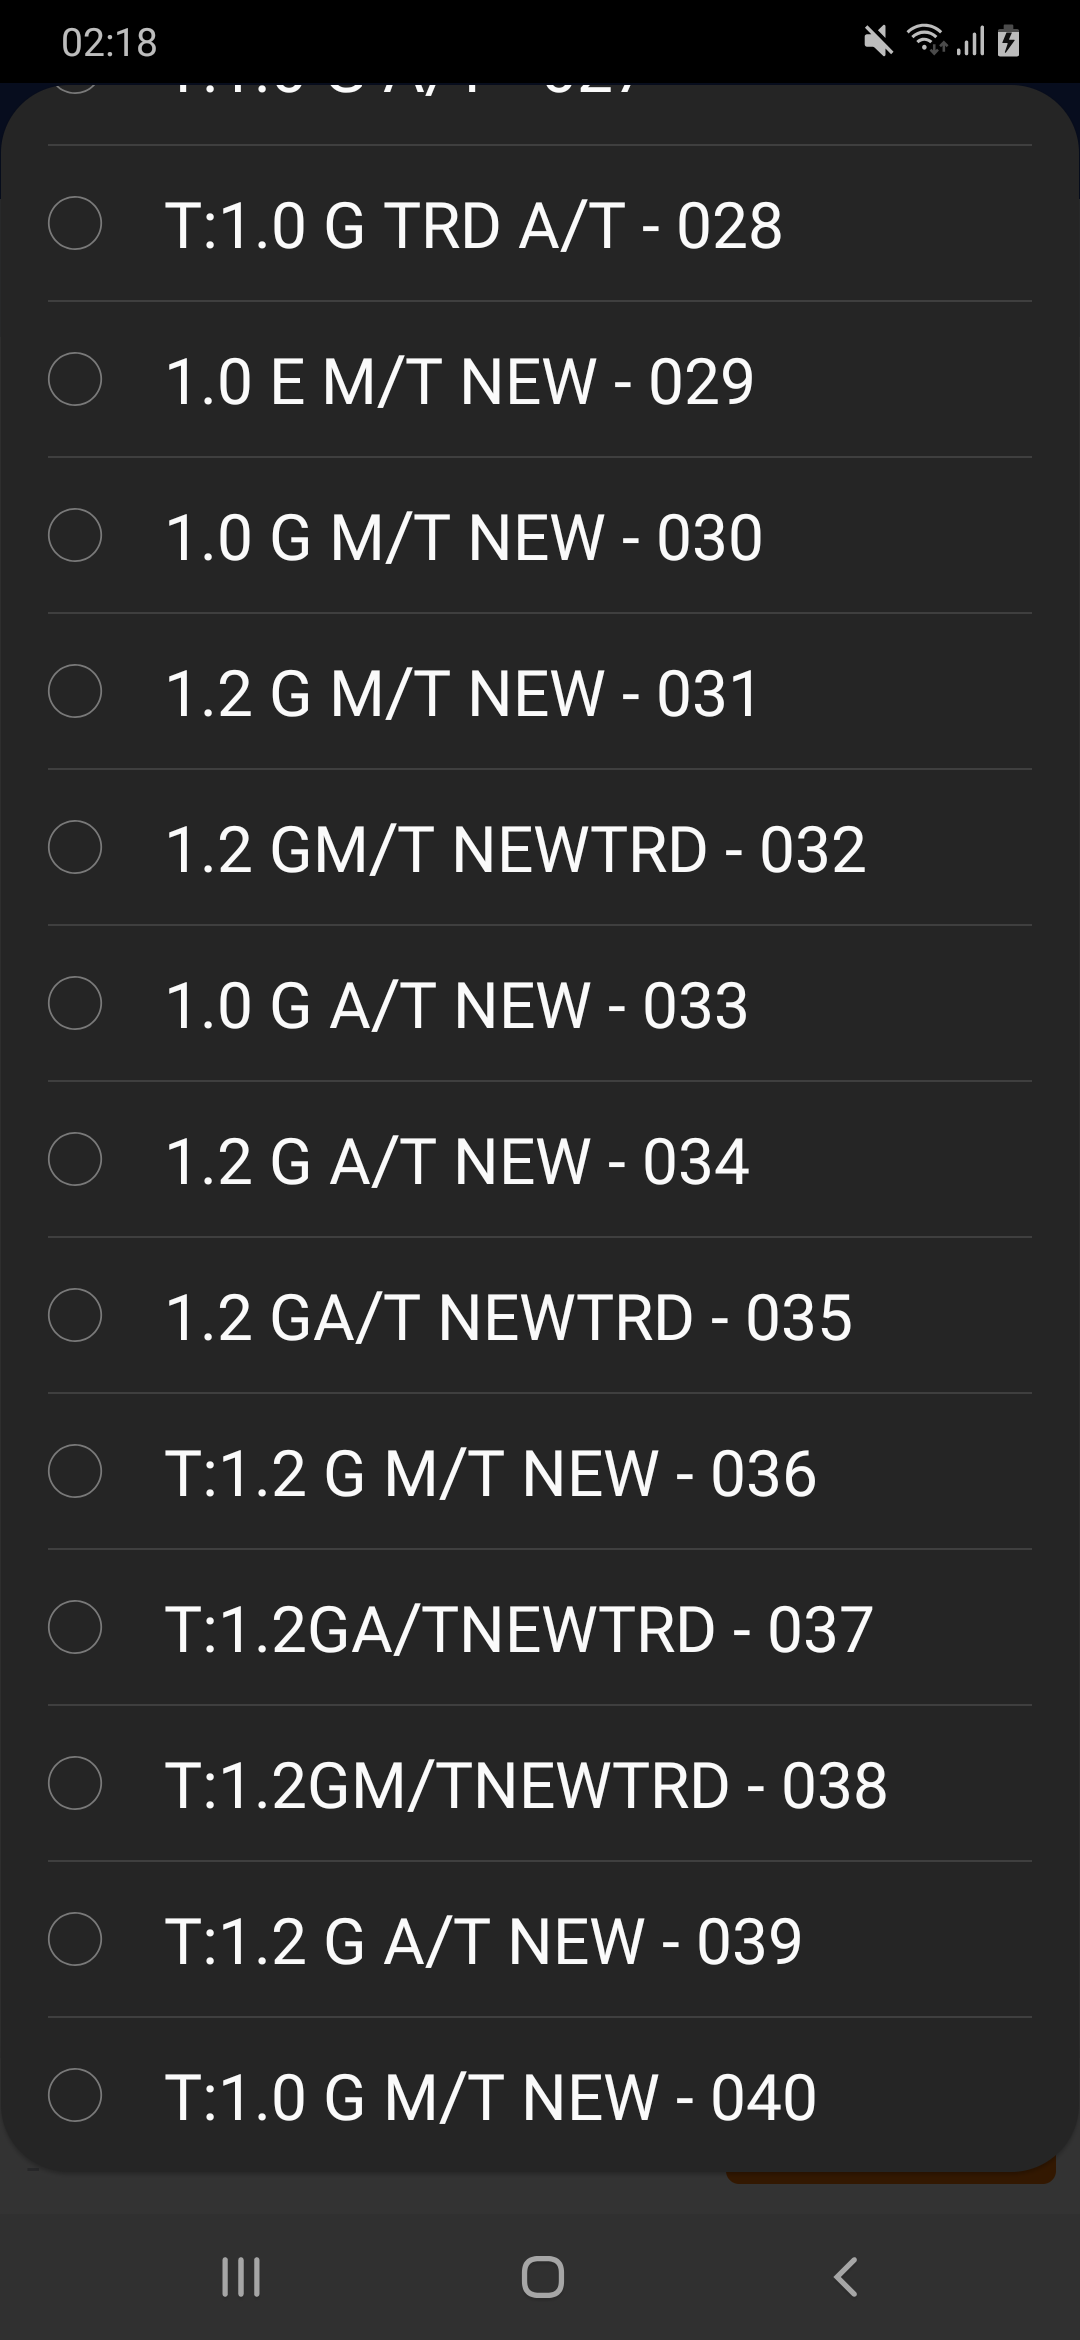 02:18
T:1.0 G TRD A/T - 028
1.0 E M/T NEW - 029
1.0 G M/T NEW - 030
1.2 G M/T NEW - 031
1.2 GM/T NEWTRD - 032
1.0 G A/T NEW - 033
1.2 G A/T NEW - 034
1.2 GA/T NEWTRD - 035
T:1.2 G M/T NEW - 036
T:1.2GA/TNEWTRD - 037
T:1.2GM/TNEWTRD - 038
T:1.2 G A/T NEW - 039
T:1.0 G M/T NEW - 040